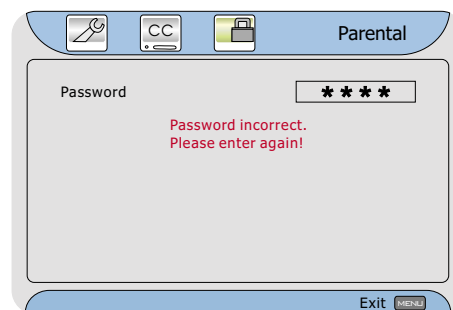 CC
Parental
Password
****
Password incorrect.
Please enter again!
Exit MENU